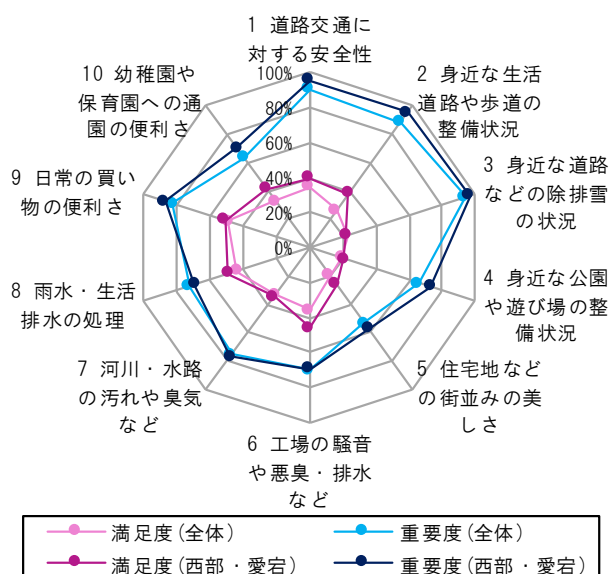 1 道路交通に
対する安全性
2 身近な生活
道路や歩道の
整備状況
3 身近な道路
などの除排雪
の状況
4 身近な公園
や遊び場の整
備状況
5 住宅地など
の街並みの美
しさ
6 工場の騒音
や悪臭・排水
など
7 河川・水路
の汚れや臭気
など
8 雨水・生活
排水の処理
9 日常の買い
物の便利さ
10 幼稚園や
保育園への通
園の便利さ
100%
80%
60%
40%
20%
0%
満足度(全体)
重要度(全体)
満足度(西部・愛宕)
重要度(西部・愛宕)